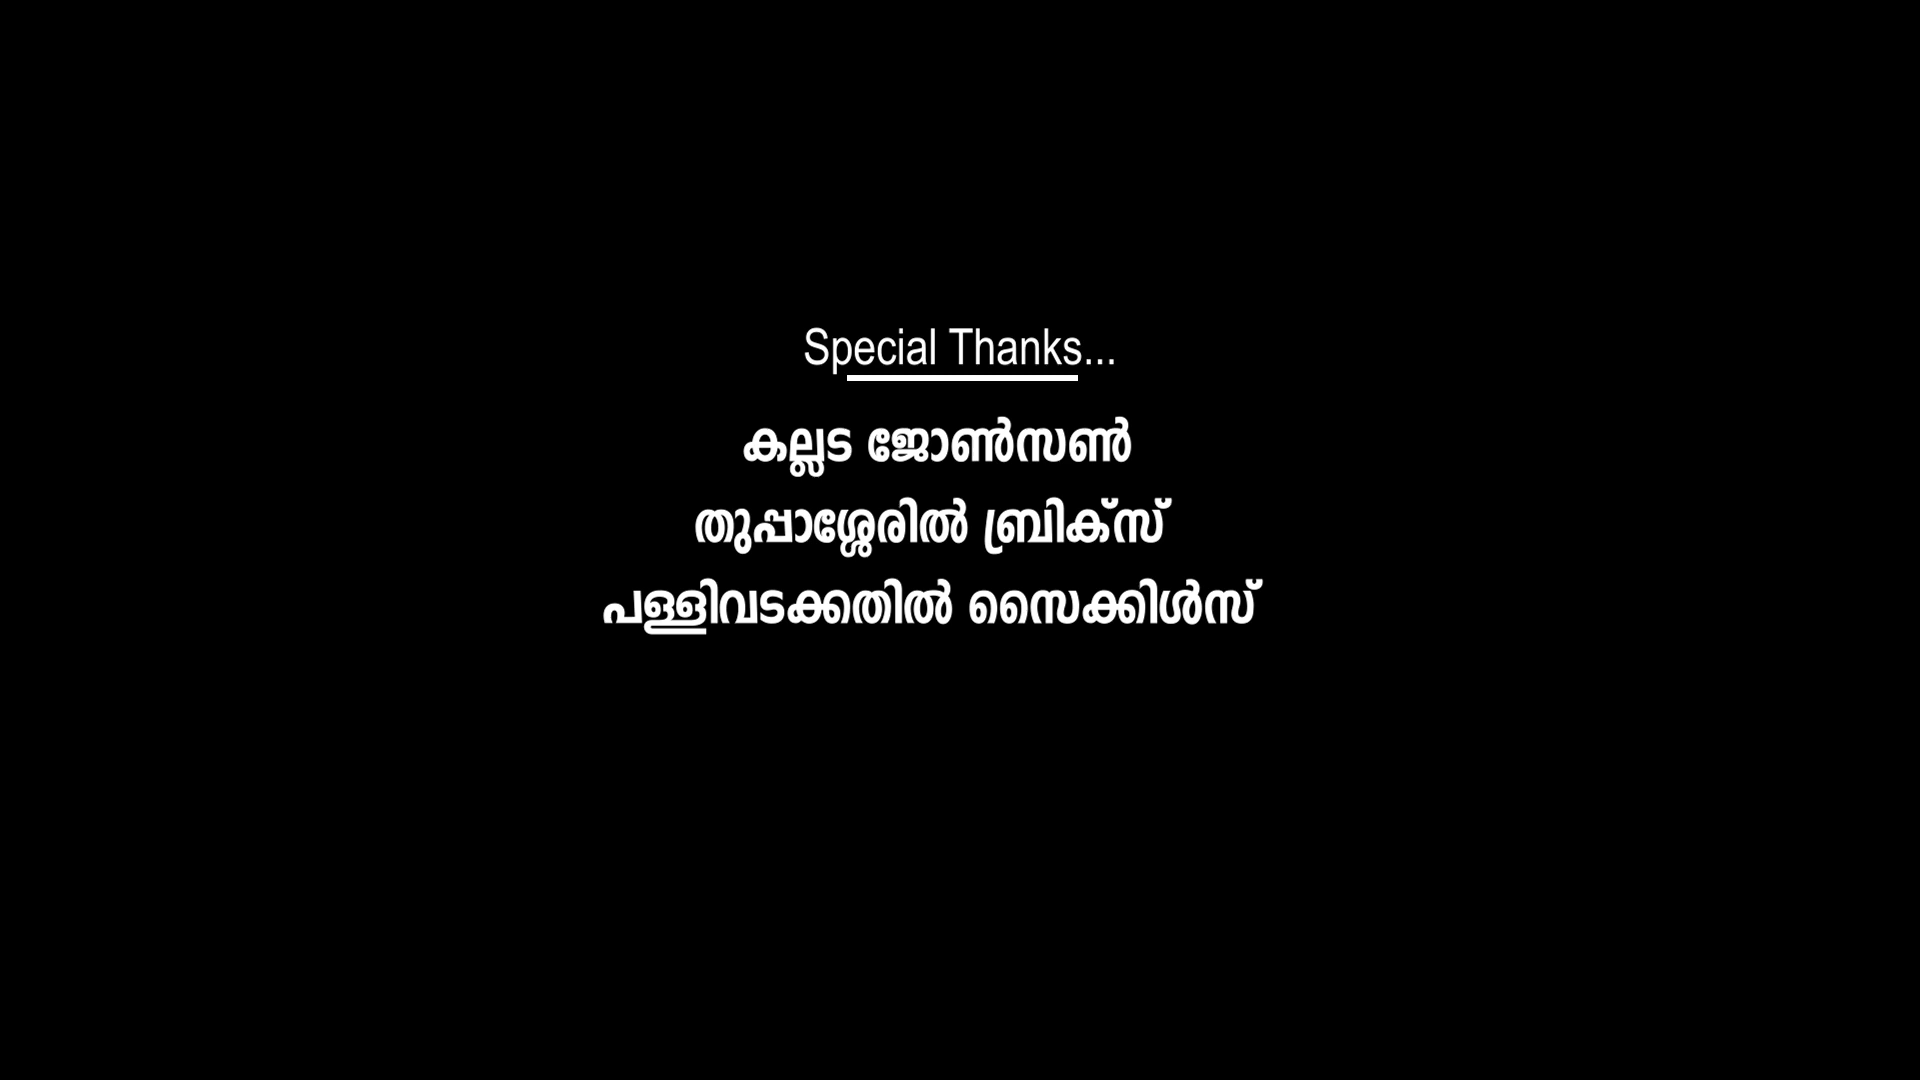 Special Thanks...
കല്ലട ജോൺസൺ
തുപ്പാശ്ശേരിൽ ബ്രിക്സ്
പള്ളിവടക്കതിൽ സൈക്കിൾസ്